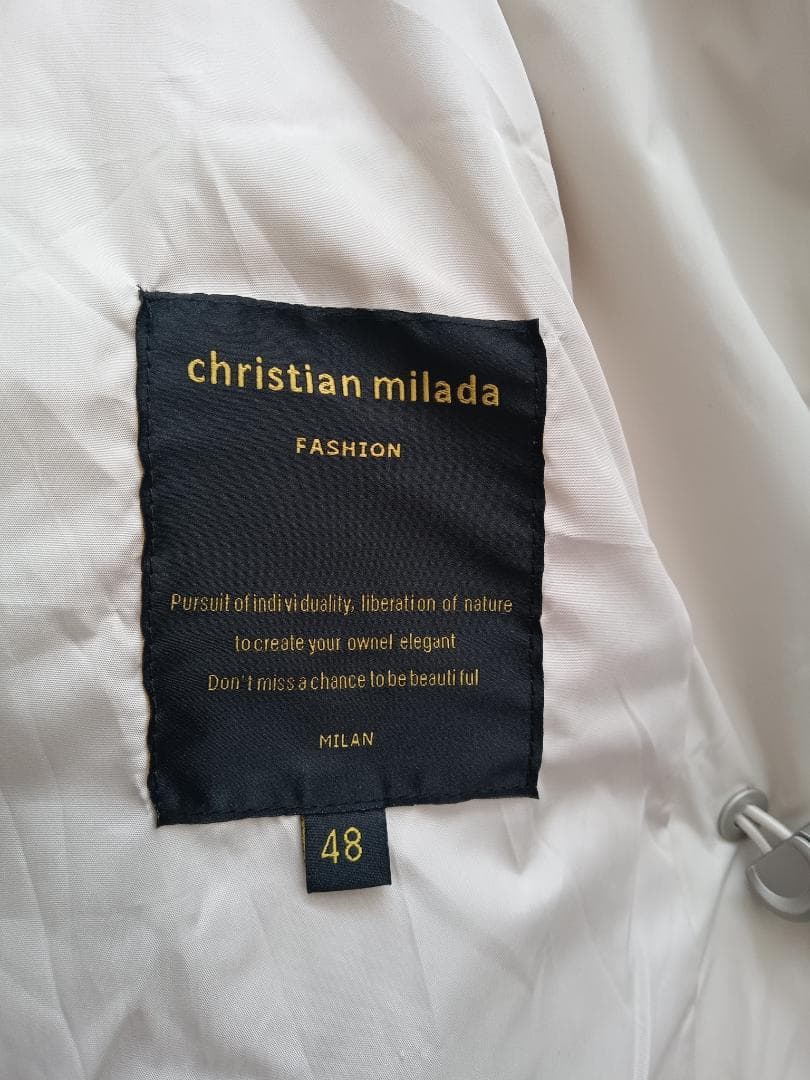 christian milada
FASHION
Pursuit of individuality, liberation of nature
to create your ownel elegant
Don't miss a chance to be beautiful
MILAN
48